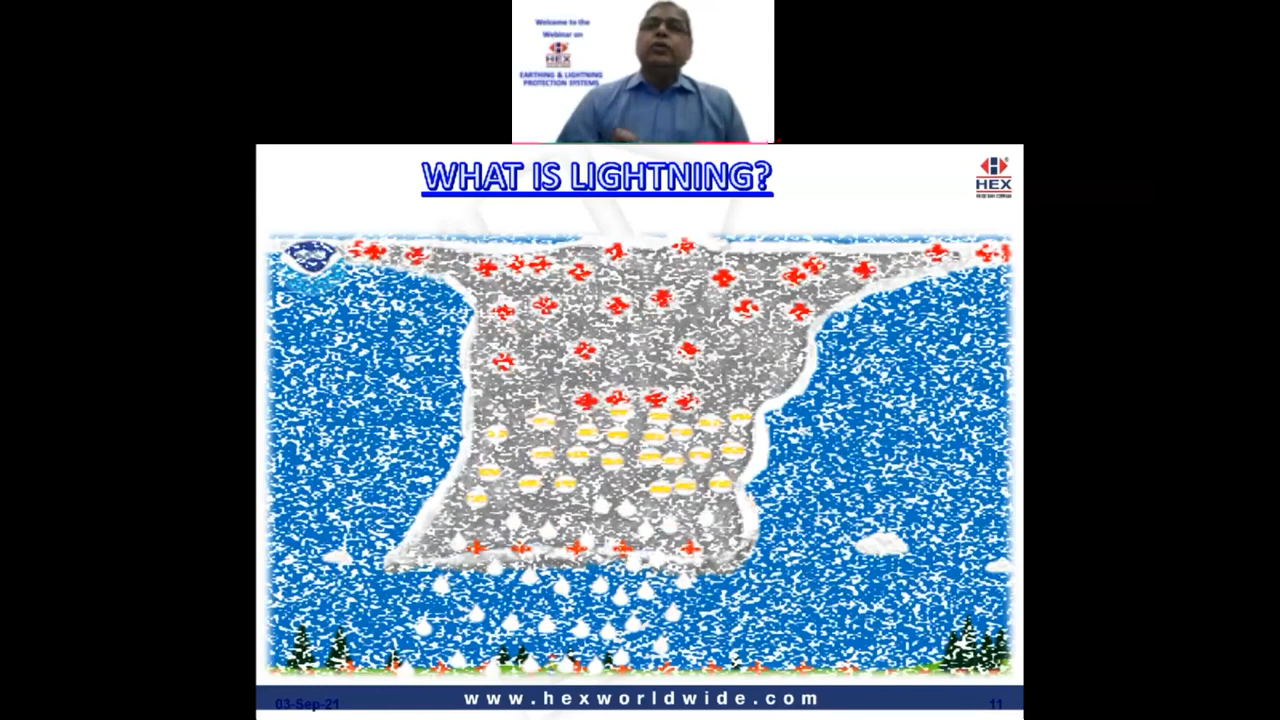 Welcome to the
Webinar on
HEX
EARTHING & LIGHTNING
PROTECTION SYSTEMS
WHAT IS LIGHTNING?
HEX
www.hexworldwide.com
03-Sep-21
11